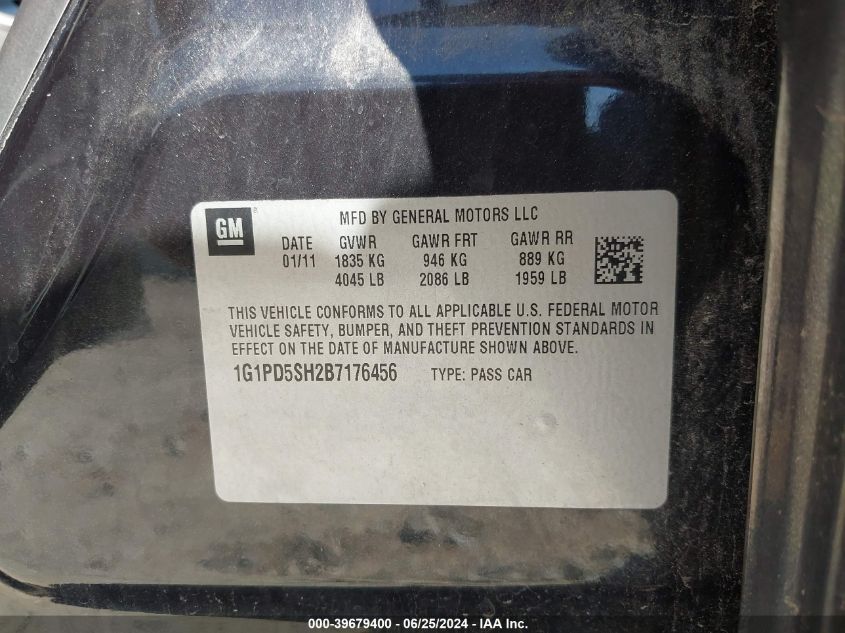 GM
MFD BY GENERAL MOTORS LLC
DATE GVWR GAWR FRT GAWR RR
01/11 1835 KG 946 KG 889 KG
4045 LB 2086 LB 1959 LB
THIS VEHICLE CONFORMS TO ALL APPLICABLE U.S. FEDERAL MOTOR
VEHICLE SAFETY, BUMPER, AND THEFT PREVENTION STANDARDS IN
EFFECT ON THE DATE OF MANUFACTURE SHOWN ABOVE.
1G1PD5SH2B7176456 TYPE: PASS CAR
000-39679400 - 06/25/2024 - IAA Inc.